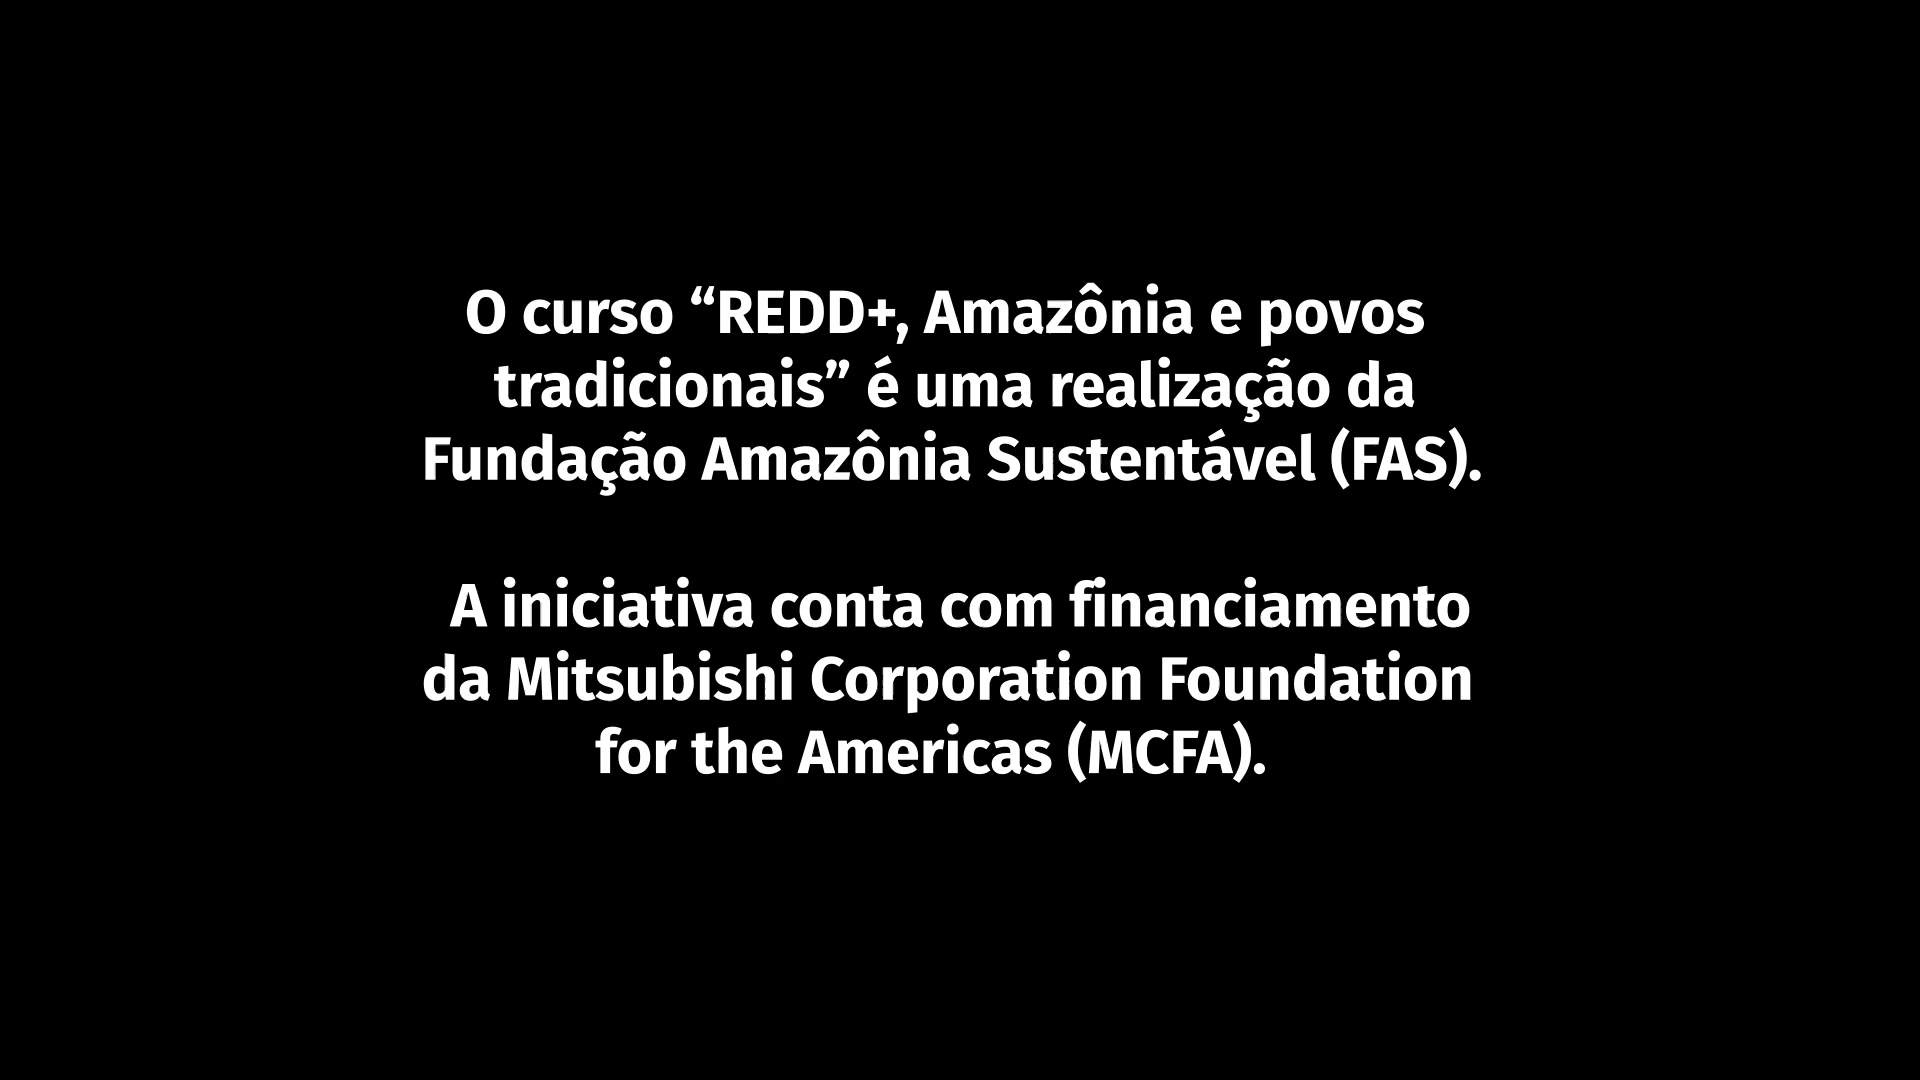 O curso “REDD+, Amazônia e povos
tradicionais” é uma realização da
Fundação Amazônia Sustentável (FAS).
A iniciativa conta com financiamento
da Mitsubishi Corporation Foundation
for the Americas (MCFA).